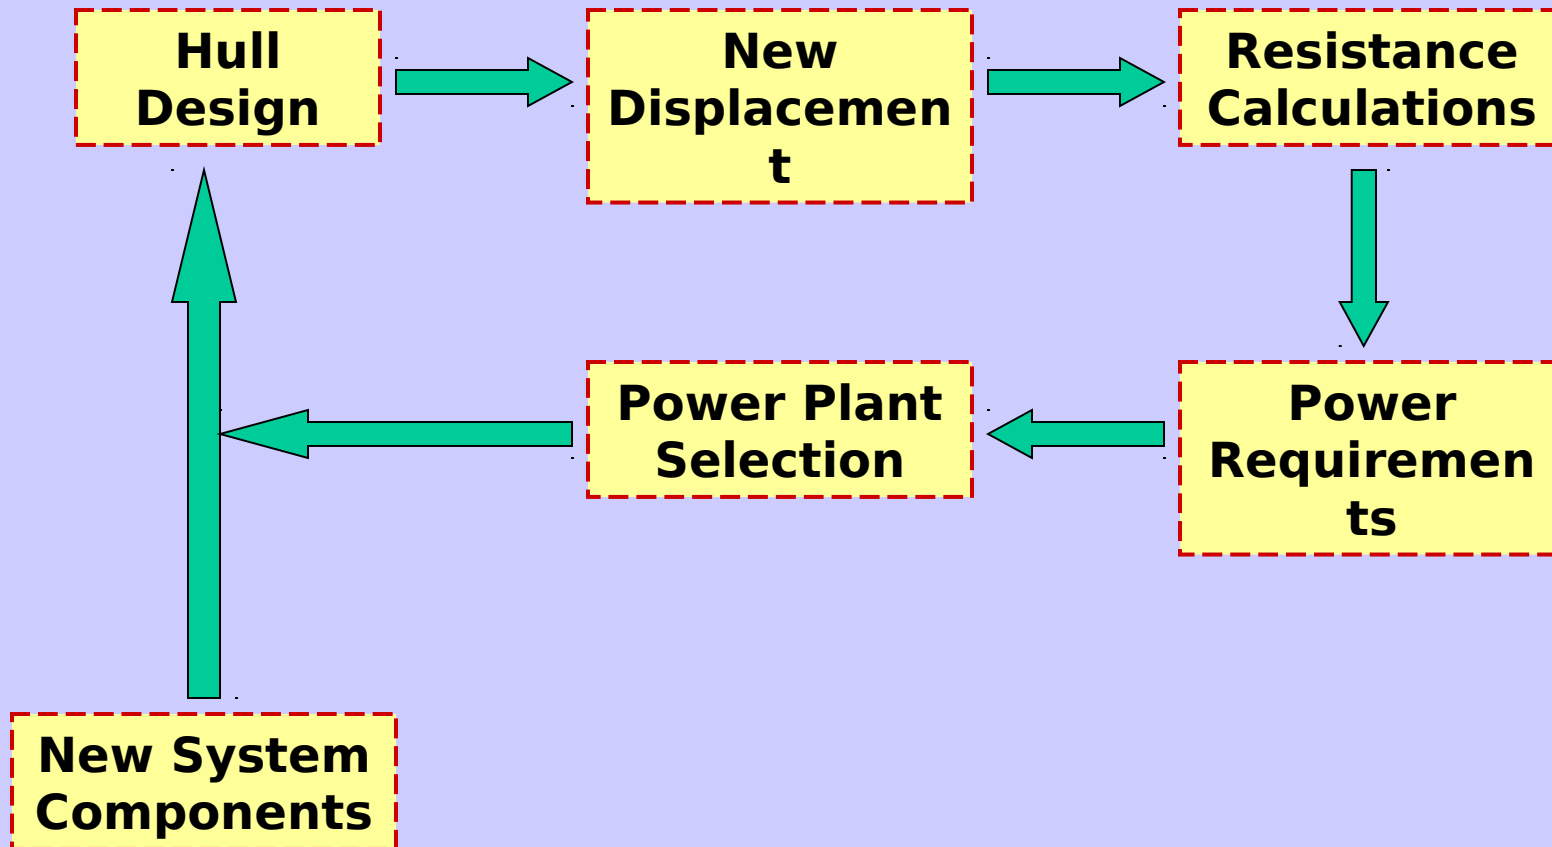 Hull
Design
New
Displacemen
t
Resistance
Calculations
Power Plant
Selection
Power
Requiremen
ts
New System
Components